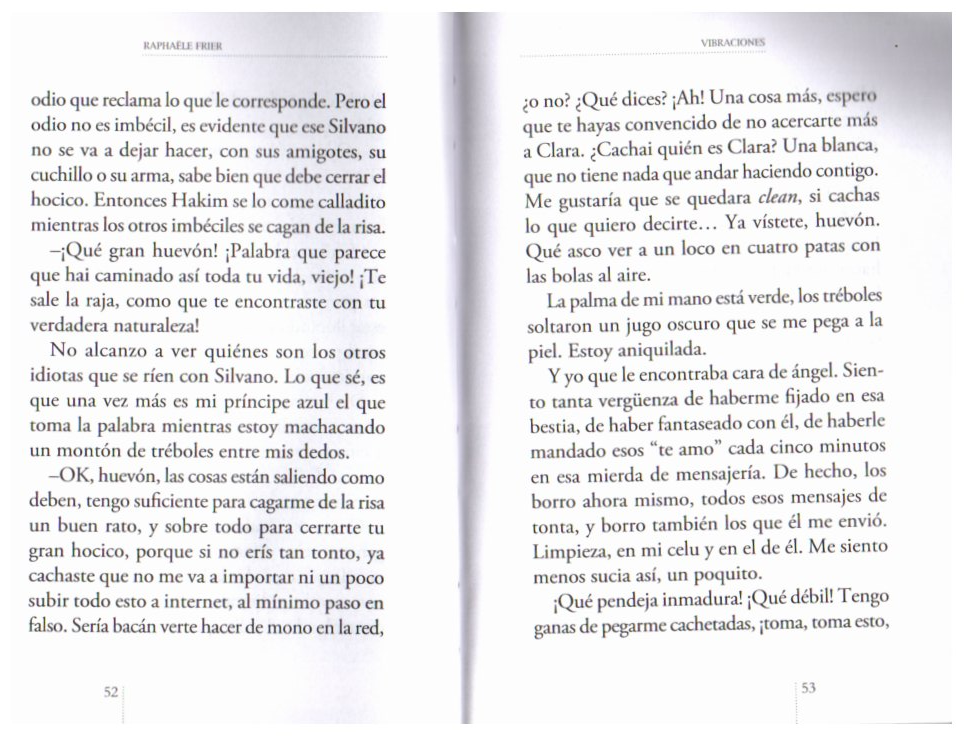 RAPHAËLE FRIER
odio que reclama lo que le corresponde. Pero el
odio no es imbécil, es evidente que ese Silvano
no se va a dejar hacer, con sus amigotes, su
cuchillo o su arma, sabe bien que debe cerrar el
hocico. Entonces Hakim se lo come calladito
mientras los otros imbéciles se cagan de la risa.
–¡Qué gran huevón! ¡Palabra que parece
que hai caminado así toda tu vida, viejo! ¡Te
sale la raja, como que te encontraste con tu
verdadera naturaleza!
No alcanzo a ver quiénes son los otros
idiotas que se ríen con Silvano. Lo que sé, es
que una vez más es mi príncipe azul el que
toma la palabra mientras estoy machacando
un montón de tréboles entre mis dedos.
–OK, huevón, las cosas están saliendo como
deben, tengo suficiente para cagarme de la risa
un buen rato, y sobre todo para cerrarte tu
gran hocico, porque si no erís tan tonto, ya
cachaste que no me va a importar ni un poco
subir todo esto a internet, al mínimo paso en
falso. Sería bacán verte hacer de mono en la red,
52
VIBRACIONES
¿o no? ¿Qué dices? ¡Ah! Una cosa más, espero
que te hayas convencido de no acercarte más
a Clara. ¿Cachai quién es Clara? Una blanca,
que no tiene nada que andar haciendo contigo.
Me gustaría que se quedara clean, si cachas
lo que quiero decirte... Ya vístete, huevón.
Qué asco ver a un loco en cuatro patas con
las bolas al aire.
La palma de mi mano está verde, los tréboles
soltaron un jugo oscuro que se me pega a la
piel. Estoy aniquilada.
Y yo que le encontraba cara de ángel. Sien-
to tanta vergüenza de haberme fijado en esa
bestia, de haber fantaseado con él, de haberle
mandado esos “te amo” cada cinco minutos
en esa mierda de mensajería. De hecho, los
borro ahora mismo, todos esos mensajes de
tonta, y borro también los que él me envió.
Limpieza, en mi celu y en el de él. Me siento
menos sucia así, un poquito.
¡Qué pendeja inmadura! ¡Qué débil! Tengo
ganas de pegarme cachetadas, ¡toma, toma esto,
53